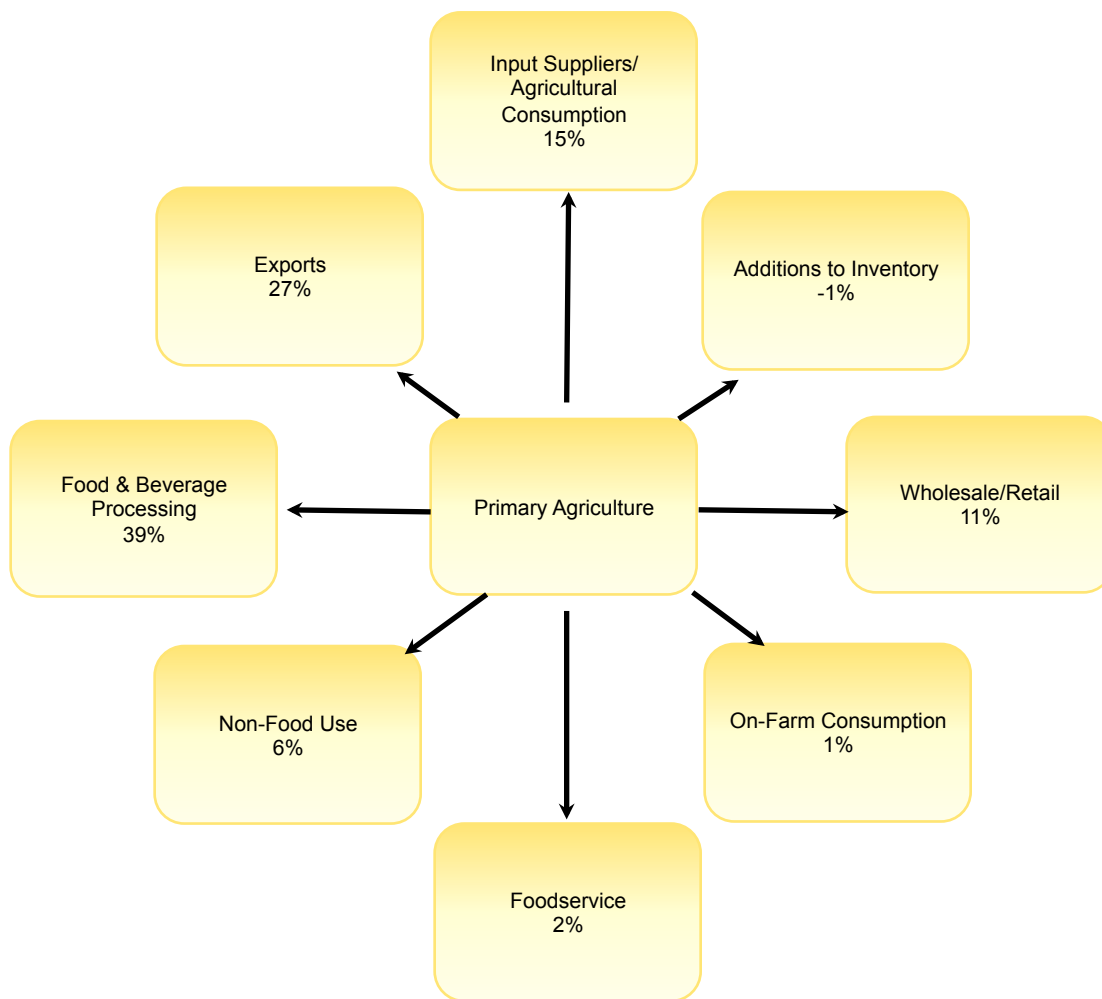 Input Suppliers/
Agricultural
Consumption
15%
Exports
27%
Additions to Inventory
-1%
Food & Beverage
Processing
39%
Primary Agriculture
Wholesale/Retail
11%
Non-Food Use
6%
On-Farm Consumption
1%
Foodservice
2%